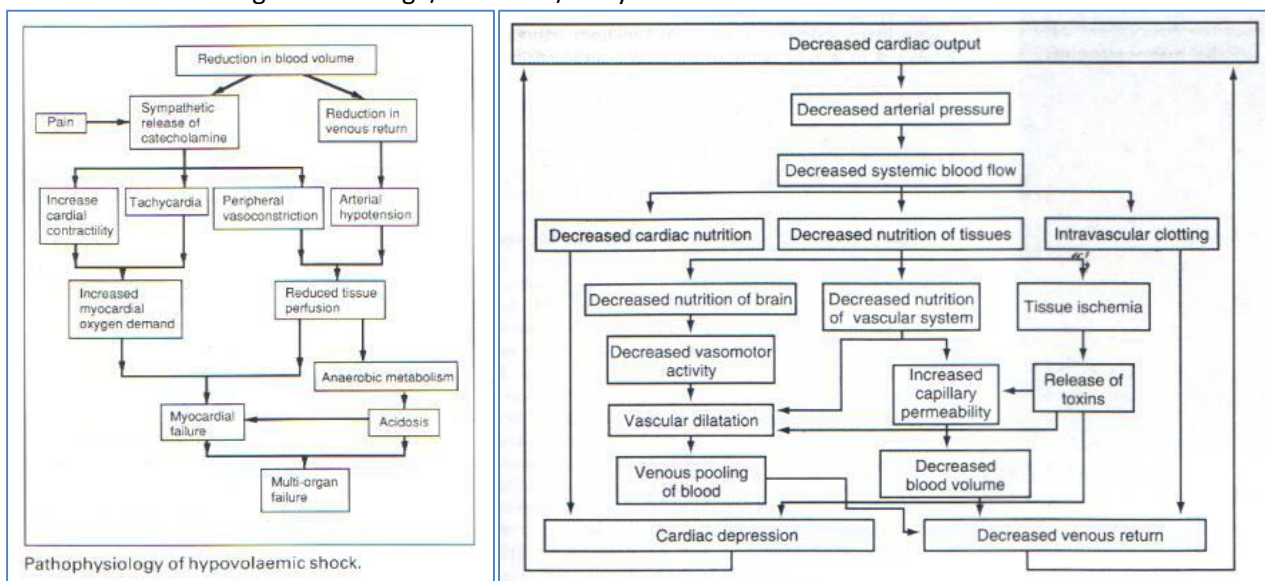 Reduction in blood volume
Pain
Sympathetic
release of
catecholamine
Reduction in
venous return
Increase
cardial
contractility
Tachycardia
Peripheral
vasoconstriction
Arterial
hypotension
Increased
myocardial
oxygen demand
Reduced tissue
perfusion
Anaerobic metabolism
Myocardial
failure
Acidosis
Multi-organ
failure
Pathophysiology of hypovolaemic shock.
Decreased cardiac output
Decreased arterial pressure
Decreased systemic blood flow
Decreased cardiac nutrition
Decreased nutrition of tissues
Intravascular clotting
Decreased nutrition of brain
Decreased nutrition
of vascular system
Tissue ischemia
Decreased vasomotor
activity
Increased
capillary
permeability
Release of
toxins
Vascular dilatation
Venous pooling
of blood
Decreased
blood volume
Cardiac depression
Decreased venous return